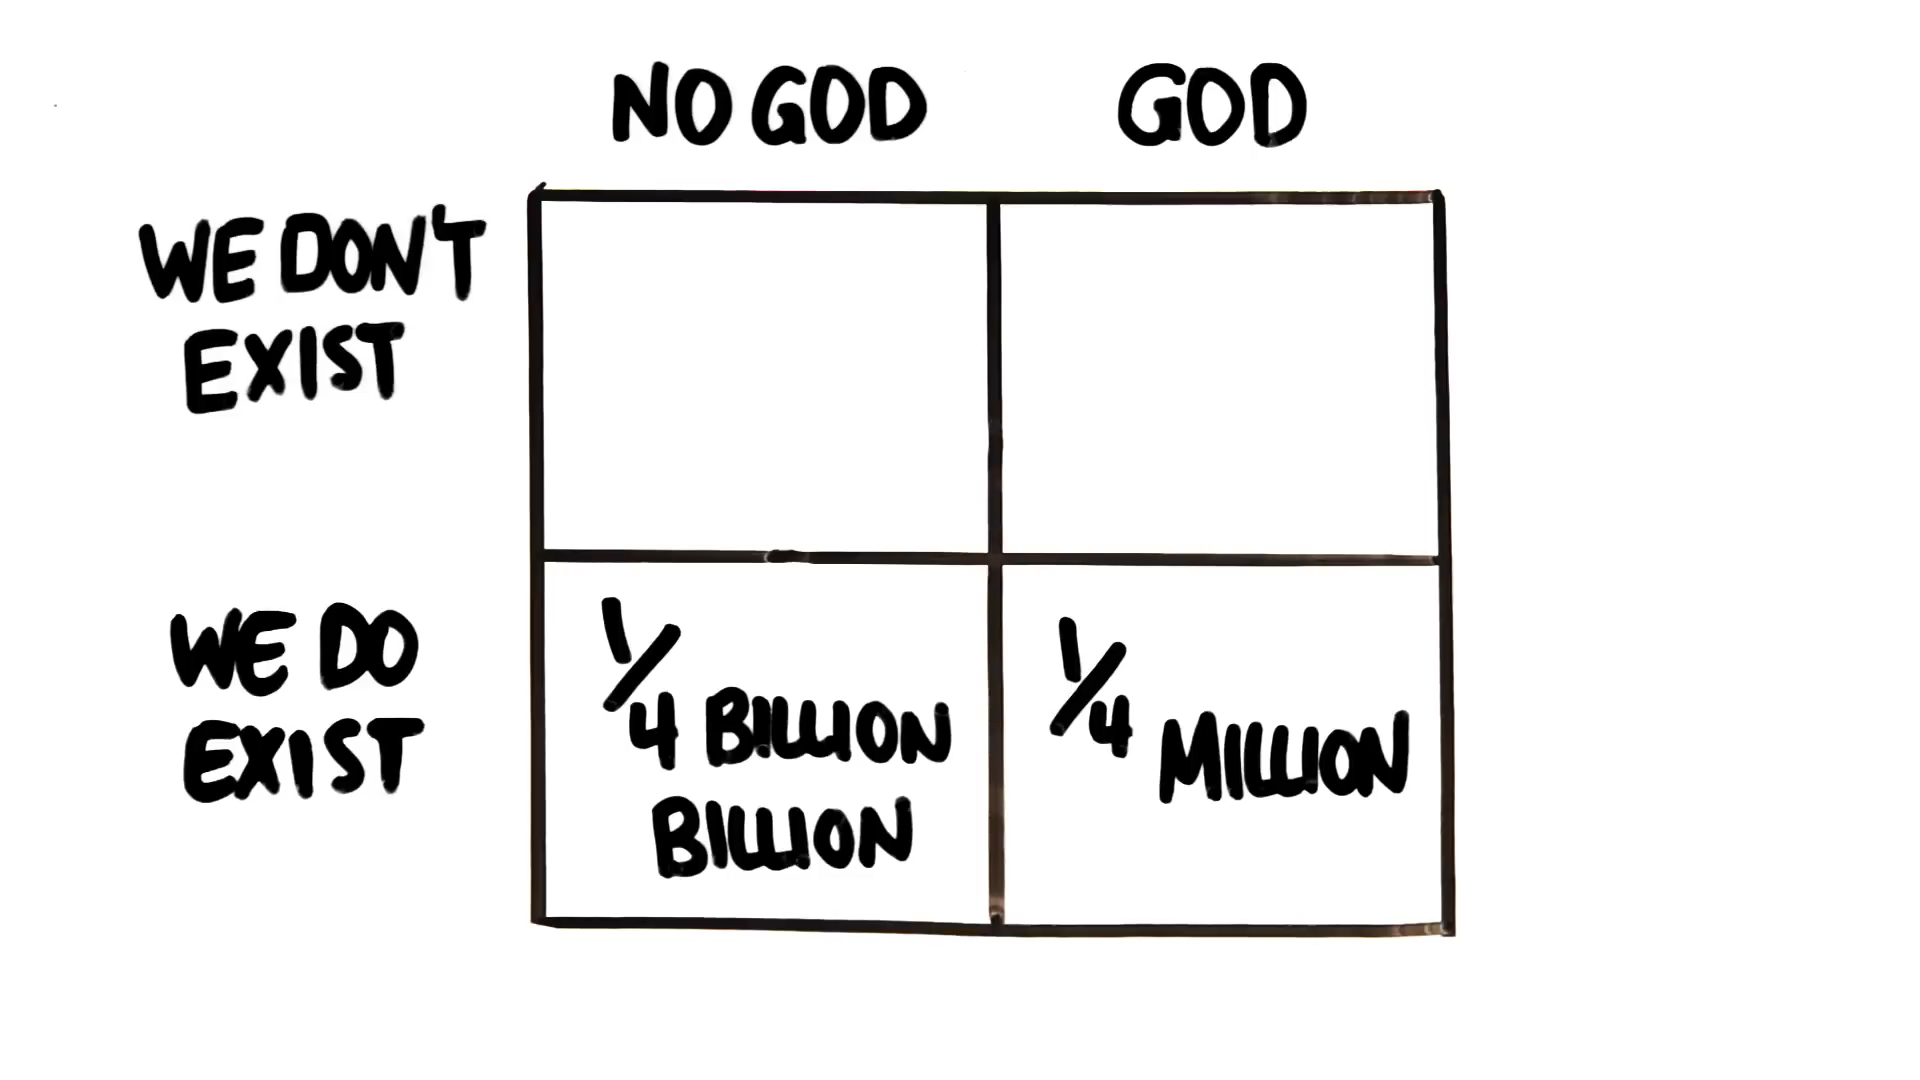 NO GOD GOD
WE DON'T
EXIST
WE DO
EXIST
1/4 BILLION
BILLION
1/4 MILLION